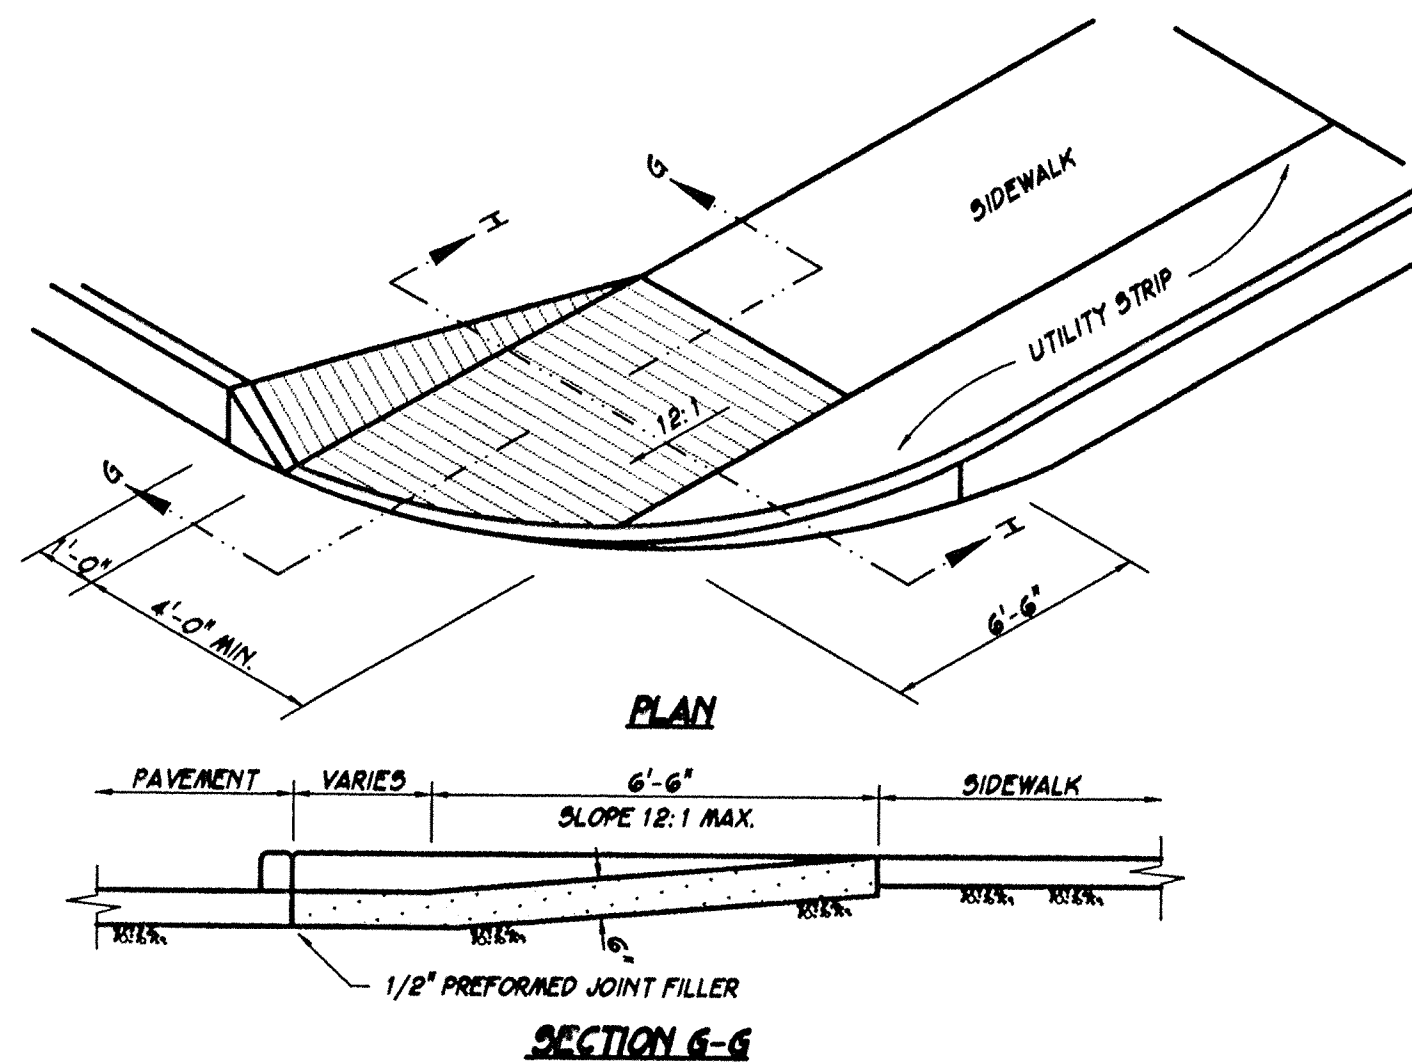 G
SIDEWALK
H
UTILITY STRIP
12:1
G
H
1'-0"
4'-0" MIN.
6'-6"
PLAN
PAVEMENT
VARIES
6'-6"
SIDEWALK
SLOPE 12:1 MAX.
6"
1/2" PREFORMED JOINT FILLER
SECTION G-G